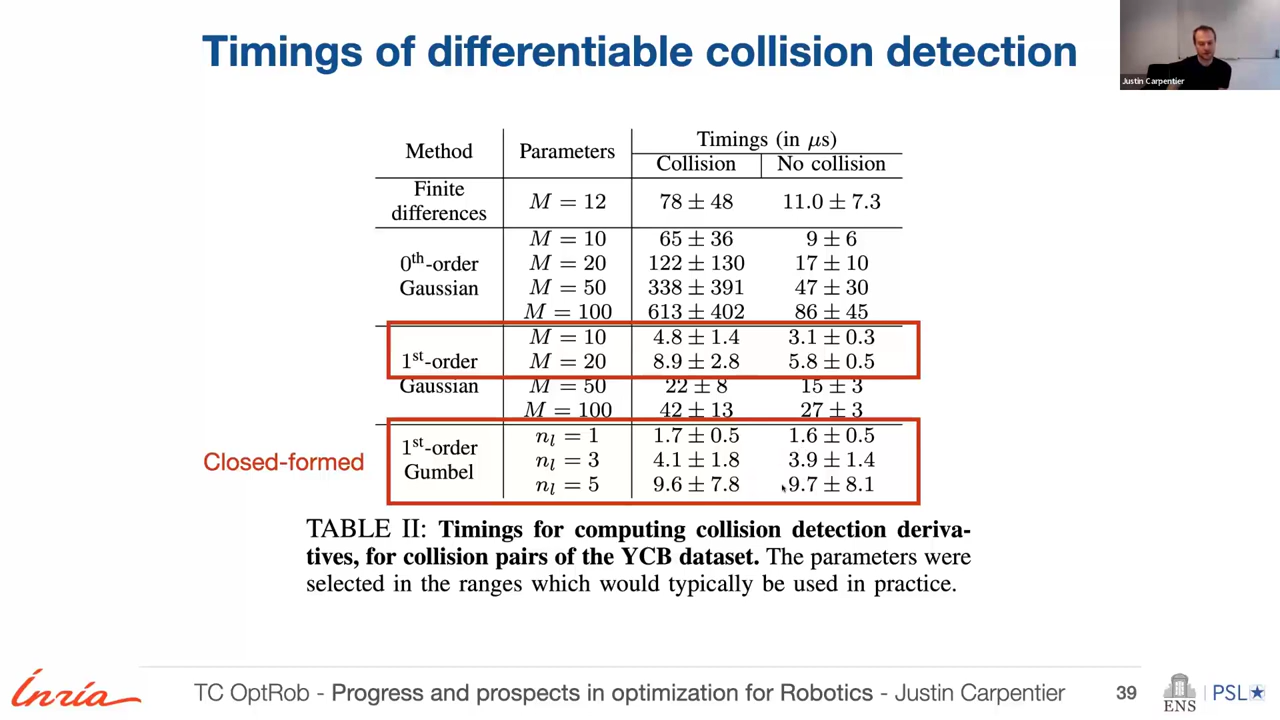 Timings of differentiable collision detection
Justin Carpentier
Method Parameters Timings (in μs)
Collision No collision
Finite differences M = 12 78 ± 48 11.0 ± 7.3
0th-order Gaussian M = 10 65 ± 36 9 ± 6
M = 20 122 ± 130 17 ± 10
M = 50 338 ± 391 47 ± 30
M = 100 613 ± 402 86 ± 45
1st-order Gaussian M = 10 4.8 ± 1.4 3.1 ± 0.3
M = 20 8.9 ± 2.8 5.8 ± 0.5
M = 50 22 ± 8 15 ± 3
M = 100 42 ± 13 27 ± 3
Closed-formed
1st-order Gumbel nl = 1 1.7 ± 0.5 1.6 ± 0.5
nl = 3 4.1 ± 1.8 3.9 ± 1.4
nl = 5 9.6 ± 7.8 9.7 ± 8.1
TABLE II: Timings for computing collision detection deriva-
tives, for collision pairs of the YCB dataset. The parameters were
selected in the ranges which would typically be used in practice.
Inria
TC OptRob - Progress and prospects in optimization for Robotics - Justin Carpentier
39
ENS
PSL